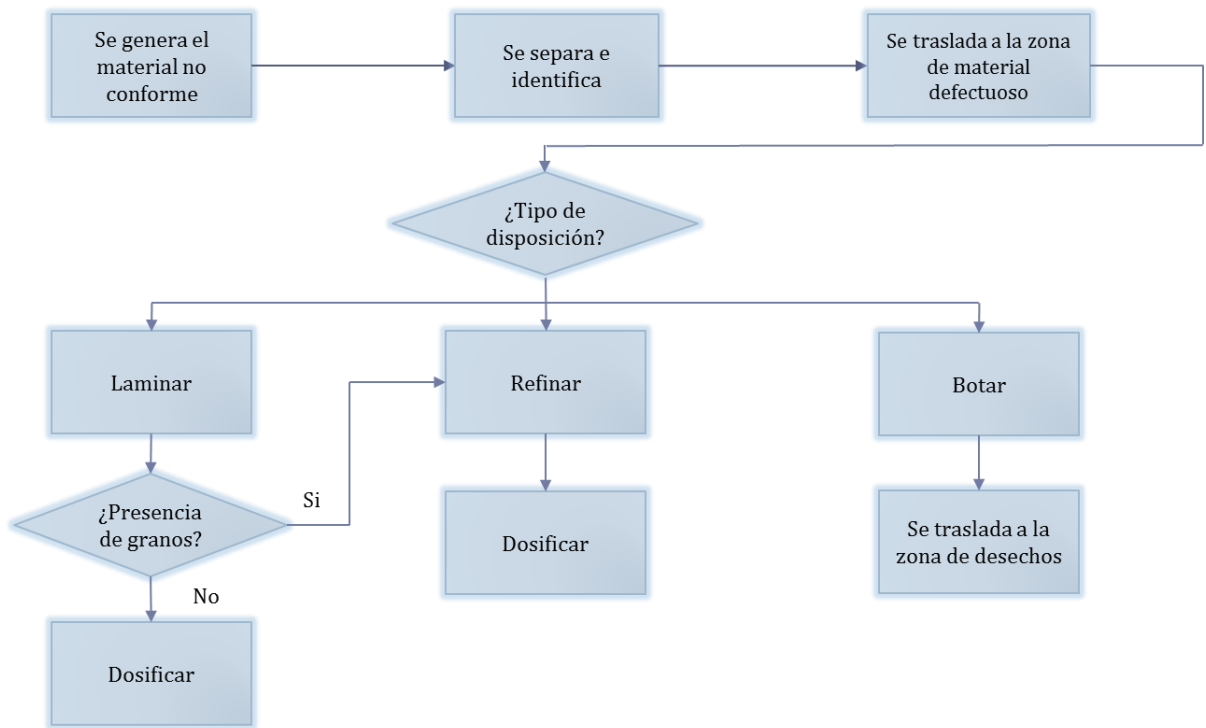 Se genera el
material no
conforme
Se separa e
identifica
Se traslada a la zona
de material
defectuoso
¿Tipo de
disposición?
Laminar
Refinar
Botar
¿Presencia
de granos?
Si
No
Dosificar
Dosificar
Se traslada a la
zona de desechos